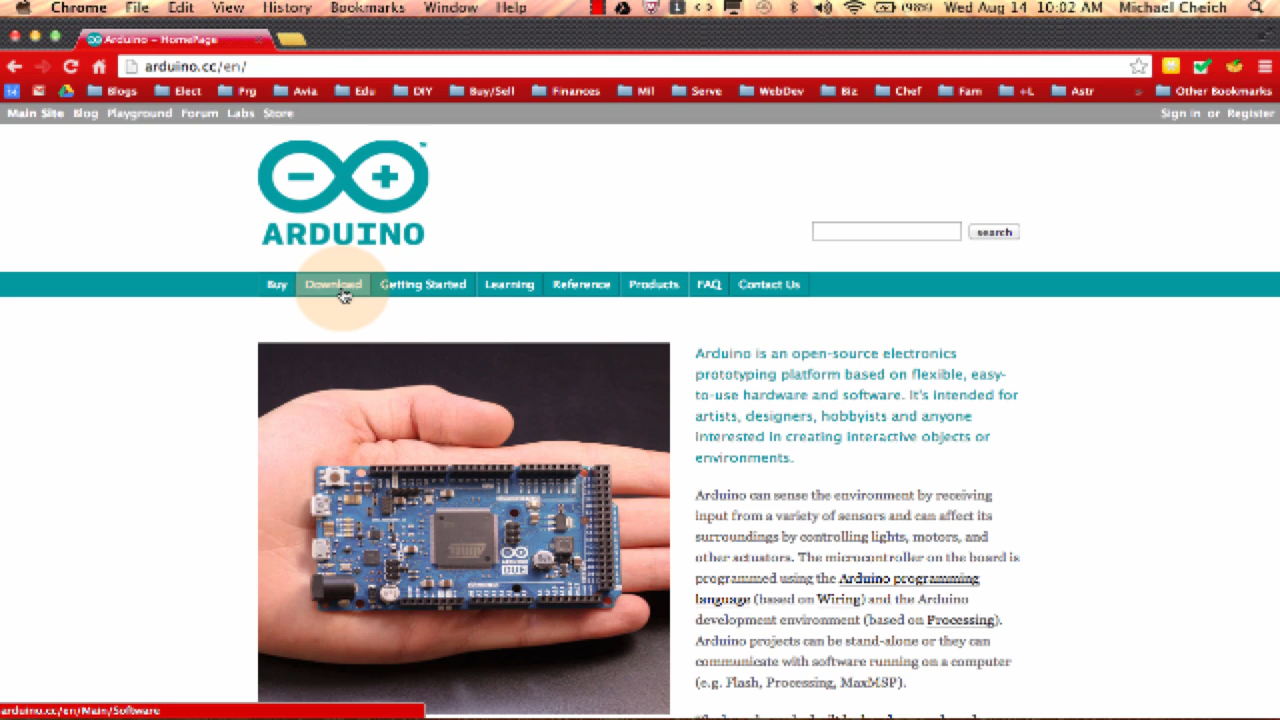 Chrome File Edit View History Bookmarks Window Help 1 (98%) Wed Aug 14 10:02 AM Michael Cheich
Arduino - HomePage
arduino.cc/en/
14 Blogs Elect Prg Avia Edu DIY Buy/Sell Finances Mil Serve WebDev Biz Chef Fam +L Astr » Other Bookmarks
Main Site Blog Playground Forum Labs Store Sign in or Register
ARDUINO
search
Buy Download Getting Started Learning Reference Products FAQ Contact Us
Arduino is an open-source electronics
prototyping platform based on flexible, easy-
to-use hardware and software. It's intended for
artists, designers, hobbyists and anyone
interested in creating interactive objects or
environments.
Arduino can sense the environment by receiving
input from a variety of sensors and can affect its
surroundings by controlling lights, motors, and
other actuators. The microcontroller on the board is
programmed using the Arduino programming
language (based on Wiring) and the Arduino
development environment (based on Processing).
Arduino projects can be stand-alone or they can
communicate with software running on a computer
(e.g. Flash, Processing, MaxMSP).
DUE
arduino.cc/en/Main/Software